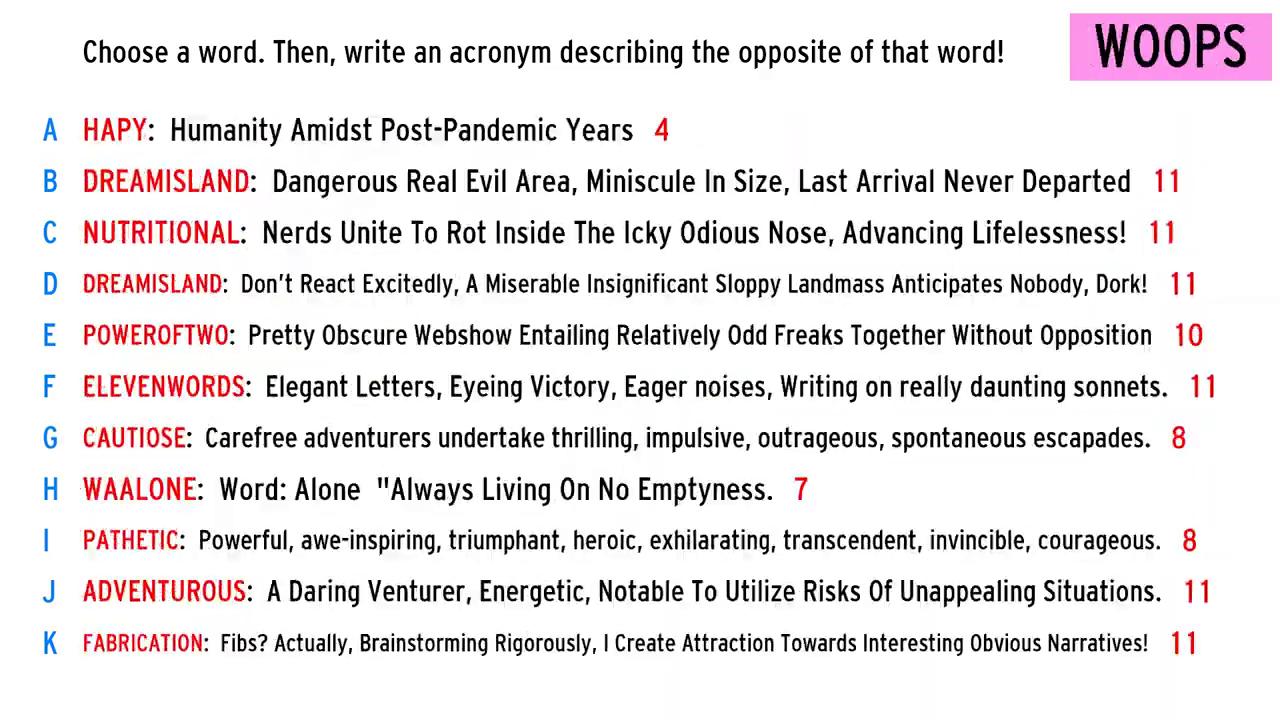 Choose a word. Then, write an acronym describing the opposite of that word!
WOOPS
A HAPY: Humanity Amidst Post-Pandemic Years 4
B DREAMISLAND: Dangerous Real Evil Area, Miniscule In Size, Last Arrival Never Departed 11
C NUTRITIONAL: Nerds Unite To Rot Inside The Icky Odious Nose, Advancing Lifelessness! 11
D DREAMISLAND: Don't React Excitedly, A Miserable Insignificant Sloppy Landmass Anticipates Nobody, Dork! 11
E POWEROFTWO: Pretty Obscure Webshow Entailing Relatively Odd Freaks Together Without Opposition 10
F ELEVENWORDS: Elegant Letters, Eyeing Victory, Eager noises, Writing on really daunting sonnets. 11
G CAUTIOSE: Carefree adventurers undertake thrilling, impulsive, outrageous, spontaneous escapades. 8
H WAALONE: Word: Alone "Always Living On No Emptyness. 7
I PATHETIC: Powerful, awe-inspiring, triumphant, heroic, exhilarating, transcendent, invincible, courageous. 8
J ADVENTUROUS: A Daring Venturer, Energetic, Notable To Utilize Risks Of Unappealing Situations. 11
K FABRICATION: Fibs? Actually, Brainstorming Rigorously, I Create Attraction Towards Interesting Obvious Narratives! 11